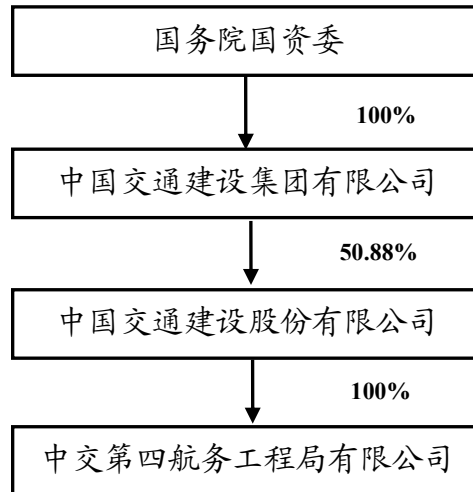 国务院国资委
100%
中国交通建设集团有限公司
50.88%
中国交通建设股份有限公司
100%
中交第四航务工程局有限公司